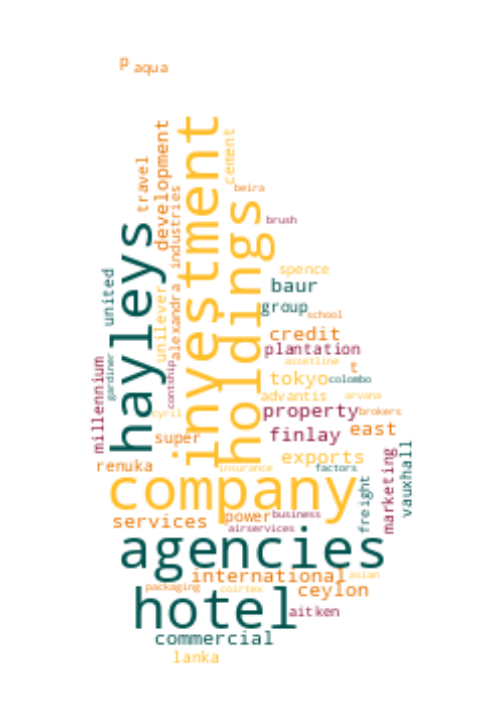 p
aqua
travel
development
investment
cement
beira
industries
brush
hayleys
holdings
united
unilever
alexandra
spence
baur
group
school
credit
plantation
assetline
t
tokyo
colombo
millennium
gardiner
contship
advantis
arvana
cyril
property
brokers
super
finlay
east
renuka
insurance
exports
factors
marketing
vauxhall
freight
company
services
power
business
airservices
agencies
international
asian
packaging
coirtex
ceylon
hotel
aitken
commercial
lanka